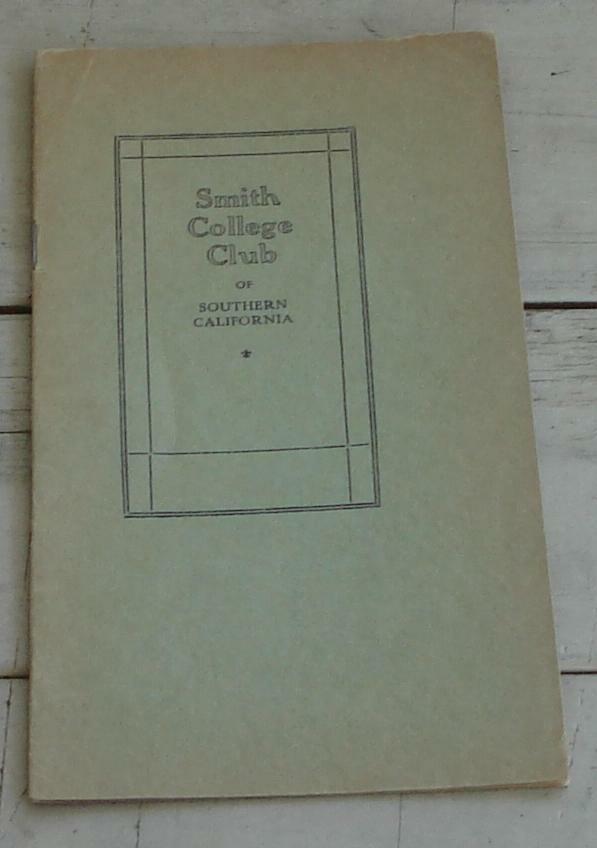 Smith
College
Club
OF
SOUTHERN
CALIFORNIA